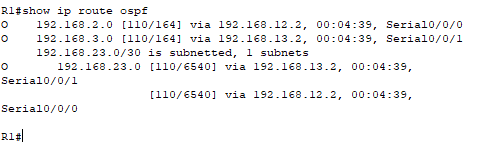 R1#show ip route ospf
O    192.168.2.0 [110/164] via 192.168.12.2, 00:04:39, Serial0/0/0
O    192.168.3.0 [110/164] via 192.168.13.2, 00:04:39, Serial0/0/1
     192.168.23.0/30 is subnetted, 1 subnets
O       192.168.23.0 [110/6540] via 192.168.13.2, 00:04:39,
Serial0/0/1
                     [110/6540] via 192.168.12.2, 00:04:39,
Serial0/0/0
R1#